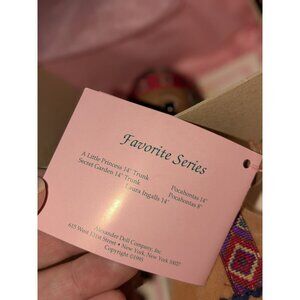 Favorite Series
A Little Princess 14" Trunk
Secret Garden 14" Trunk
Laura Ingalls 14"
Pocahontas 14"
Pocahontas 8"
Alexander Doll Company, Inc
615 West 131st Street • New York, New York 10027
Copyright ©1995